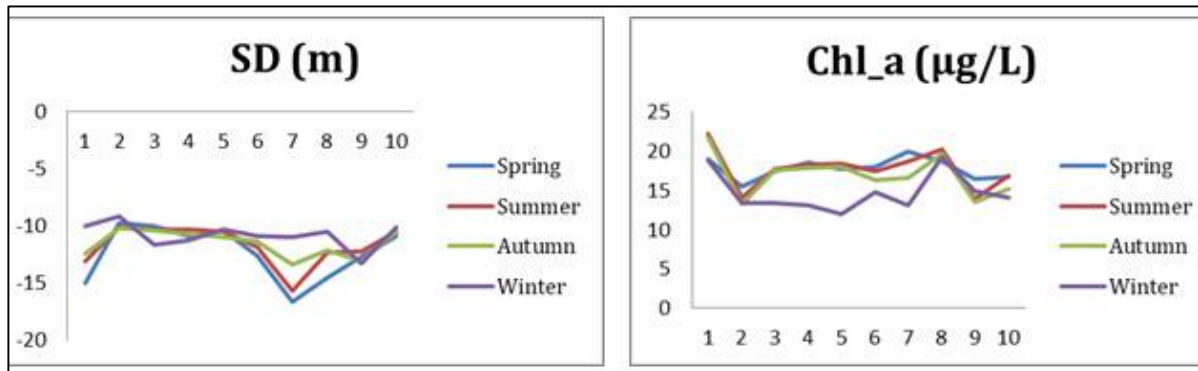 SD (m)
0
1 2 3 4 5 6 7 8 9 10
-5
-10
-15
-20
Spring
Summer
Autumn
Winter
Chl_a (µg/L)
25
20
15
10
5
0
1 2 3 4 5 6 7 8 9 10
Spring
Summer
Autumn
Winter